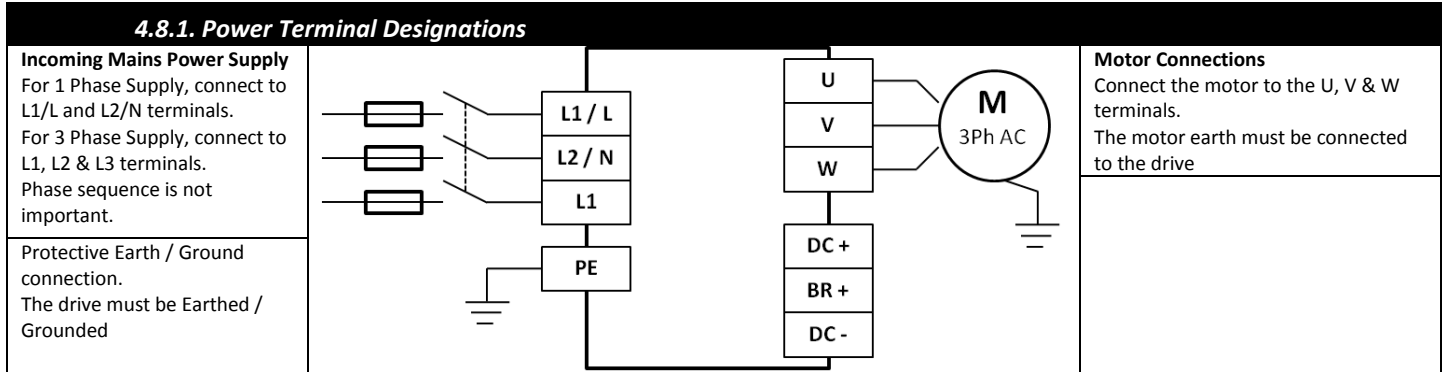 4.8.1. Power Terminal Designations
Incoming Mains Power Supply
For 1 Phase Supply, connect to
L1/L and L2/N terminals.
For 3 Phase Supply, connect to
L1, L2 & L3 terminals.
Phase sequence is not
important.
Protective Earth / Ground
connection.
The drive must be Earthed /
Grounded
L1 / L
L2 / N
L1
PE
U
V
W
DC +
BR +
DC -
M
3Ph AC
Motor Connections
Connect the motor to the U, V & W
terminals.
The motor earth must be connected
to the drive